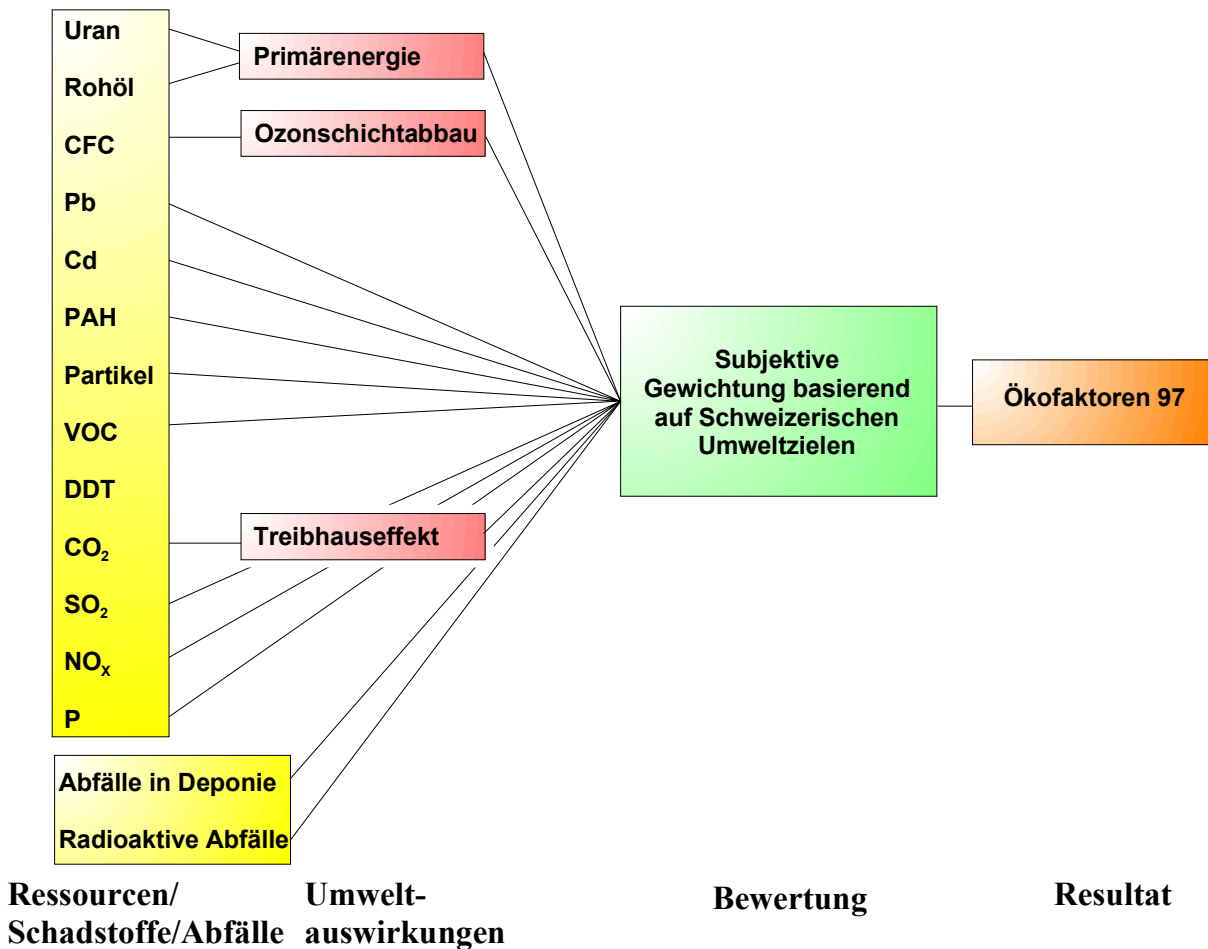 Uran
Rohöl
CFC
Pb
Cd
PAH
Partikel
VOC
DDT
CO₂
SO₂
NOₓ
P
Abfälle in Deponie
Radioaktive Abfälle
Primärenergie
Ozonschichtabbau
Treibhauseffekt
Subjektive
Gewichtung basierend
auf Schweizerischen
Umweltzielen
Ökofaktoren 97
Ressourcen/
Schadstoffe/Abfälle
Umwelt-
auswirkungen
Bewertung
Resultat